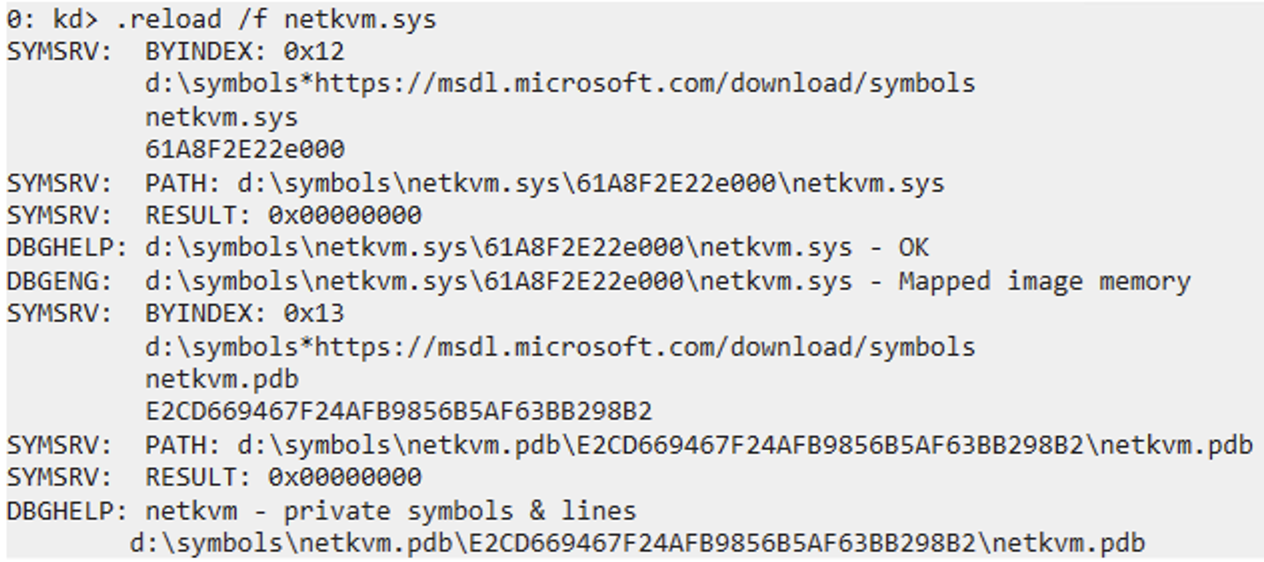 0: kd> .reload /f netkvm.sys
SYMSRV:  BYINDEX: 0x12
         d:\symbols*https://msdl.microsoft.com/download/symbols
         netkvm.sys
         61A8F2E22e000
SYMSRV:  PATH: d:\symbols\netkvm.sys\61A8F2E22e000\netkvm.sys
SYMSRV:  RESULT: 0x00000000
DBGHELP: d:\symbols\netkvm.sys\61A8F2E22e000\netkvm.sys - OK
DBGENG:  d:\symbols\netkvm.sys\61A8F2E22e000\netkvm.sys - Mapped image memory
SYMSRV:  BYINDEX: 0x13
         d:\symbols*https://msdl.microsoft.com/download/symbols
         netkvm.pdb
         E2CD669467F24AFB9856B5AF63BB298B2
SYMSRV:  PATH: d:\symbols\netkvm.pdb\E2CD669467F24AFB9856B5AF63BB298B2\netkvm.pdb
SYMSRV:  RESULT: 0x00000000
DBGHELP: netkvm - private symbols & lines
        d:\symbols\netkvm.pdb\E2CD669467F24AFB9856B5AF63BB298B2\netkvm.pdb